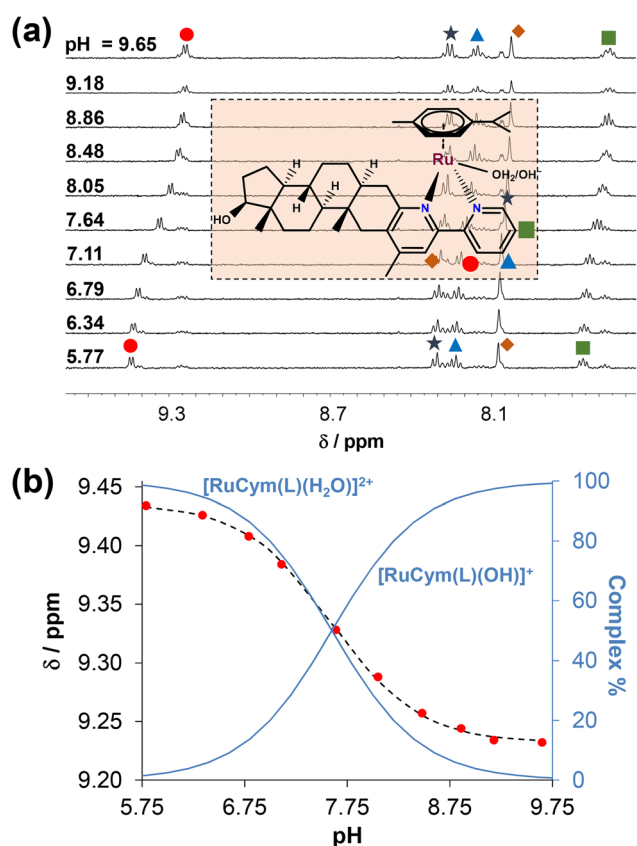 (a)
pH = 9.65
9.18
8.86
8.48
8.05
7.64
7.11
6.79
6.34
5.77
Ru
OH₂/OH⁻
H
H
H
H
HO
N
N
9.3 8.7 8.1
δ / ppm
(b)
[RuCym(L)(H₂O)]²⁺
[RuCym(L)(OH)]⁺
δ / ppm
9.45
9.40
9.35
9.30
9.25
9.20
Complex %
100
80
60
40
20
0
5.75 6.75 7.75 8.75 9.75
pH